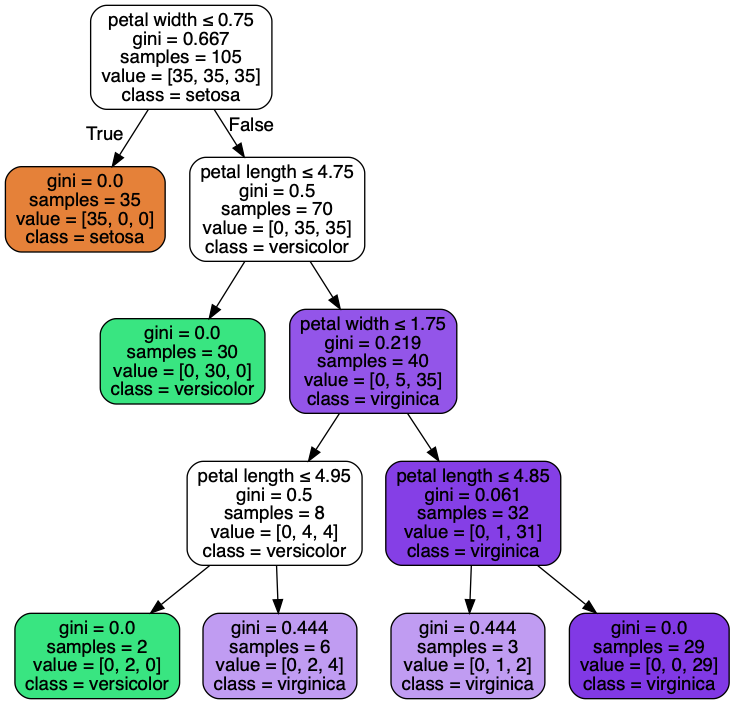 petal width ≤ 0.75
gini = 0.667
samples = 105
value = [35, 35, 35]
class = setosa
True
False
gini = 0.0
samples = 35
value = [35, 0, 0]
class = setosa
petal length ≤ 4.75
gini = 0.5
samples = 70
value = [0, 35, 35]
class = versicolor
gini = 0.0
samples = 30
value = [0, 30, 0]
class = versicolor
petal width ≤ 1.75
gini = 0.219
samples = 40
value = [0, 5, 35]
class = virginica
petal length ≤ 4.95
gini = 0.5
samples = 8
value = [0, 4, 4]
class = versicolor
petal length ≤ 4.85
gini = 0.061
samples = 32
value = [0, 1, 31]
class = virginica
gini = 0.0
samples = 2
value = [0, 2, 0]
class = versicolor
gini = 0.444
samples = 6
value = [0, 2, 4]
class = virginica
gini = 0.444
samples = 3
value = [0, 1, 2]
class = virginica
gini = 0.0
samples = 29
value = [0, 0, 29]
class = virginica